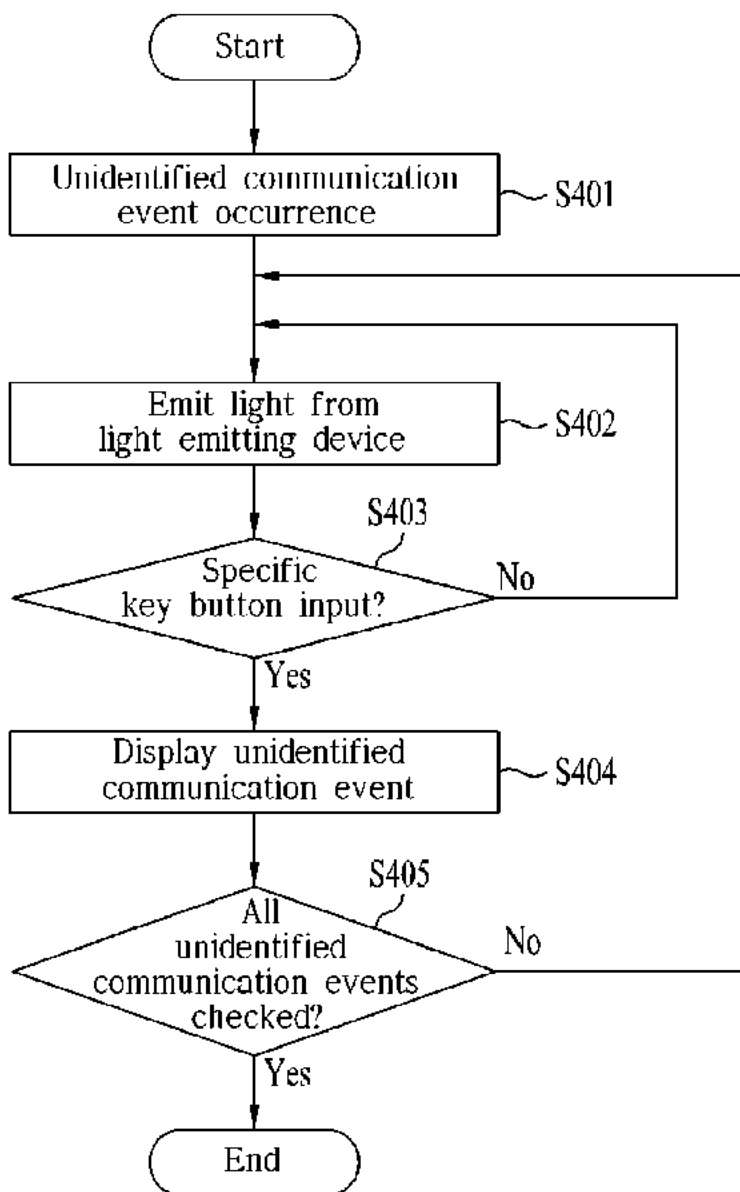 Start
Unidentified communication
event occurrence
S401
Emit light from
light emitting device
S402
S403
Specific
key button input?
No
Yes
Display unidentified
communication event
S404
S405
All
unidentified
communication events
checked?
No
Yes
End